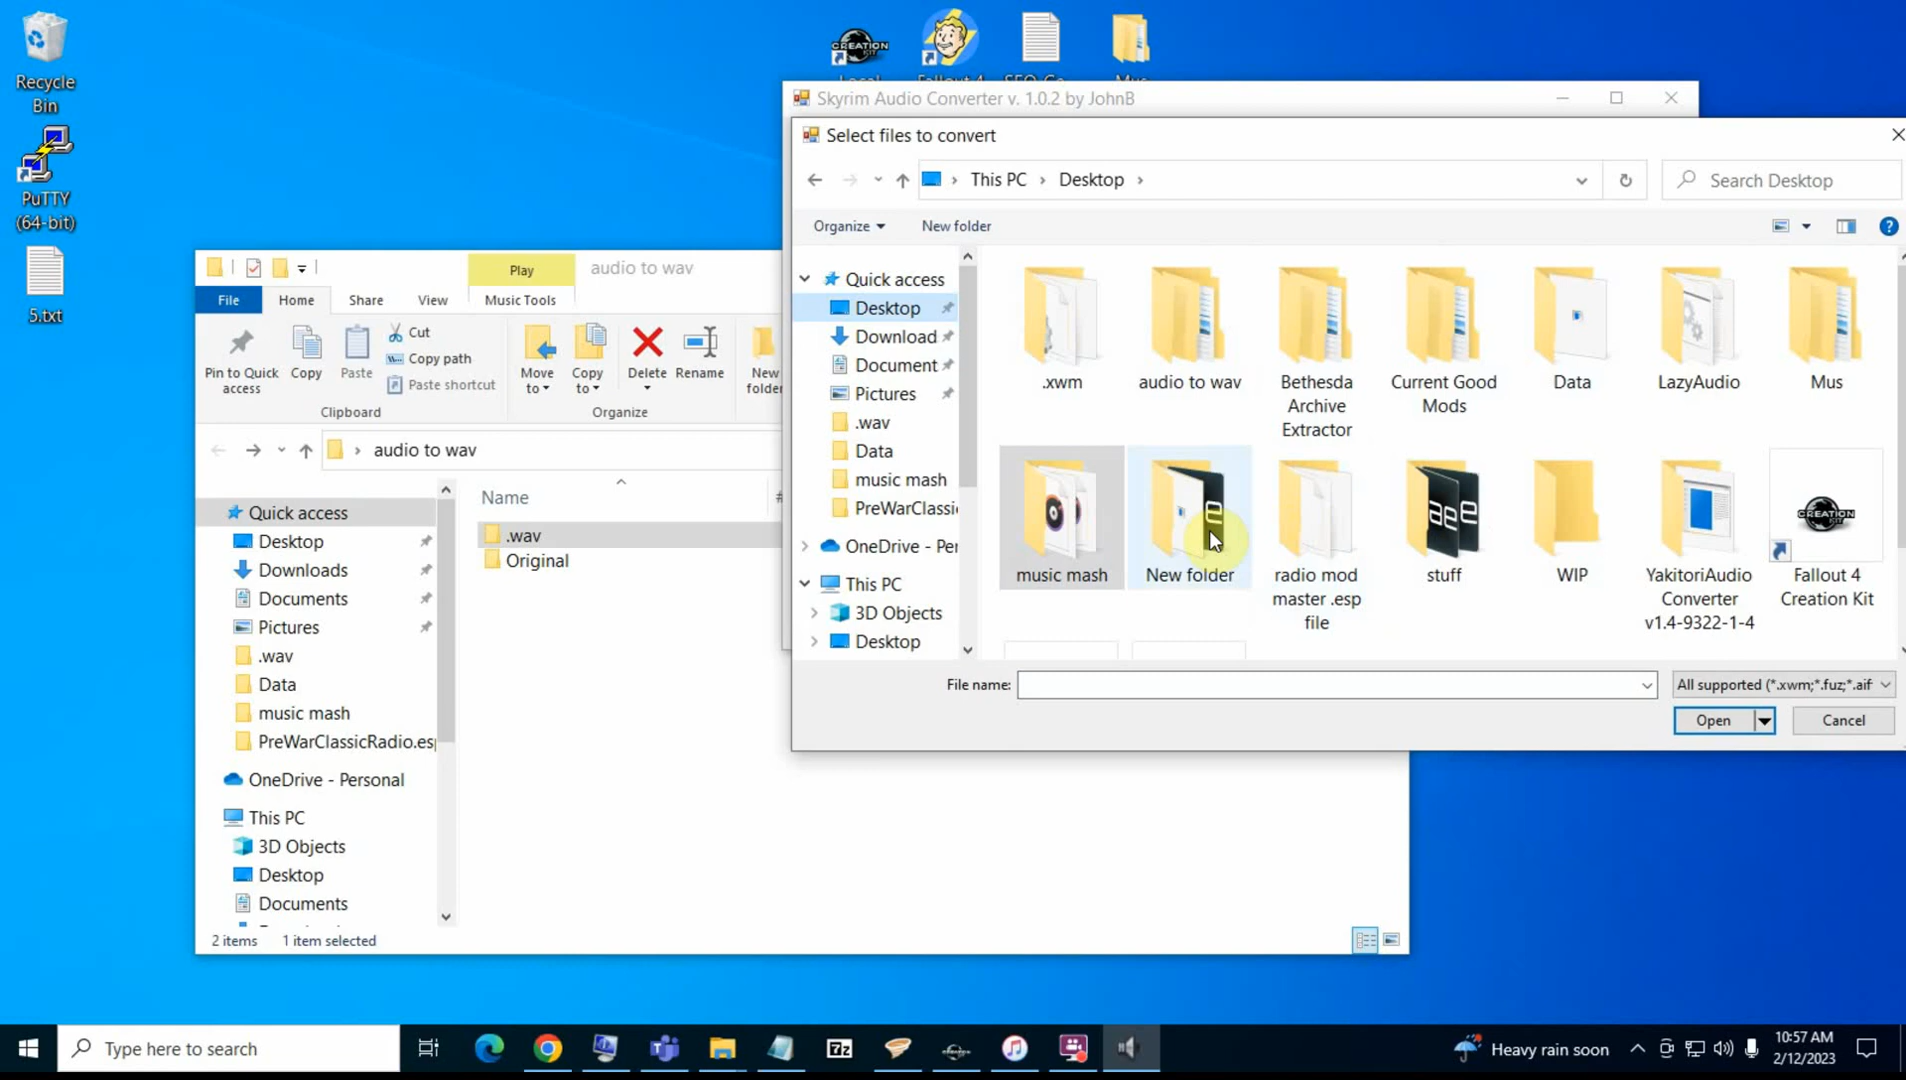 Recycle
Bin
PuTTY
(64-bit)
5.txt
CREATION
Skyrim Audio Converter v. 1.0.2 by JohnB
Select files to convert
This PC
Desktop
Search Desktop
Organize
New folder
Quick access
Desktop
Download
Document
Pictures
.wav
Data
music mash
PreWarClassi
OneDrive - Per
This PC
3D Objects
Desktop
.xwm
audio to wav
Bethesda
Archive
Extractor
Current Good
Mods
Data
LazyAudio
Mus
music mash
New folder
radio mod
master .esp
file
stuff
WIP
YakitoriAudio
Converter
v1.4-9322-1-4
CREATION KIT
Fallout 4
Creation Kit
File name:
All supported (*.xwm;*.fuz;*.aif
Open
Cancel
Play
audio to wav
File
Home
Share
View
Music Tools
Pin to Quick
access
Copy
Paste
Cut
Copy path
Paste shortcut
Clipboard
Move
to
Copy
to
Delete
Rename
New
folder
Organize
audio to wav
Name
#
.wav
Original
Quick access
Desktop
Downloads
Documents
Pictures
.wav
Data
music mash
PreWarClassicRadio.esp
OneDrive - Personal
This PC
3D Objects
Desktop
Documents
2 items
1 item selected
Type here to search
7z
Heavy rain soon
10:57 AM
2/12/2023